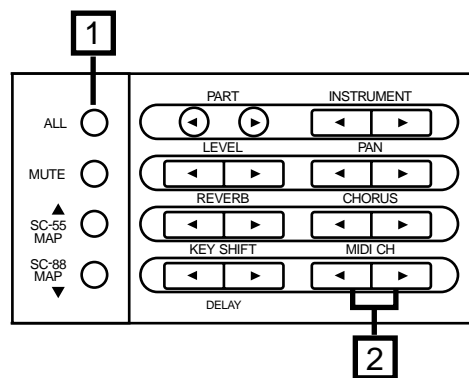 1
PART INSTRUMENT
ALL
LEVEL PAN
MUTE
REVERB CHORUS
SC-55
MAP
KEY SHIFT MIDI CH
SC-88
MAP
DELAY
2